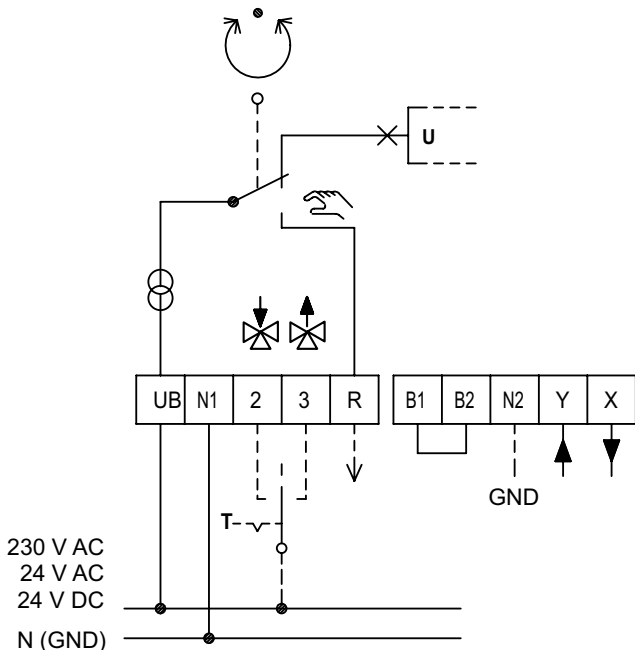 U
UB N1 2 3 R B1 B2 N2 Y X
GND
T
230 V AC
24 V AC
24 V DC
N (GND)